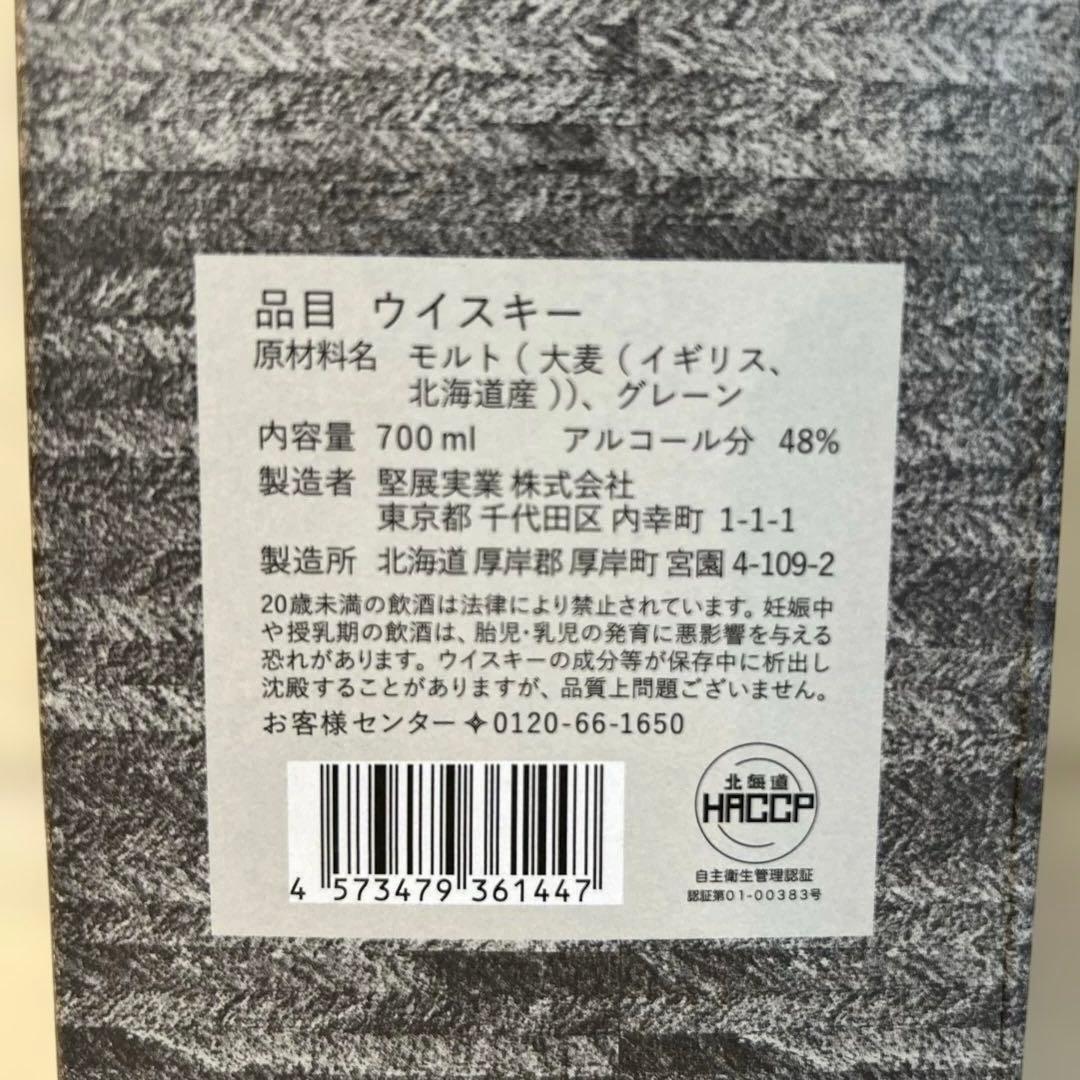 品目 ウイスキー
原材料名 モルト(大麦(イギリス、
北海道産))、グレーン
内容量 700ml アルコール分 48%
製造者 堅展実業 株式会社
東京都 千代田区 内幸町 1-1-1
製造所 北海道 厚岸郡 厚岸町 宮園 4-109-2
20歳未満の飲酒は法律により禁止されています。妊娠中
や授乳期の飲酒は、胎児・乳児の発育に悪影響を与える
恐れがあります。ウイスキーの成分等が保存中に析出し
沈殿することがありますが、品質上問題ございません。
お客様センター✧0120-66-1650
4 573479 361447
北海道
HACCP
自主衛生管理認証
認証第01-00383号